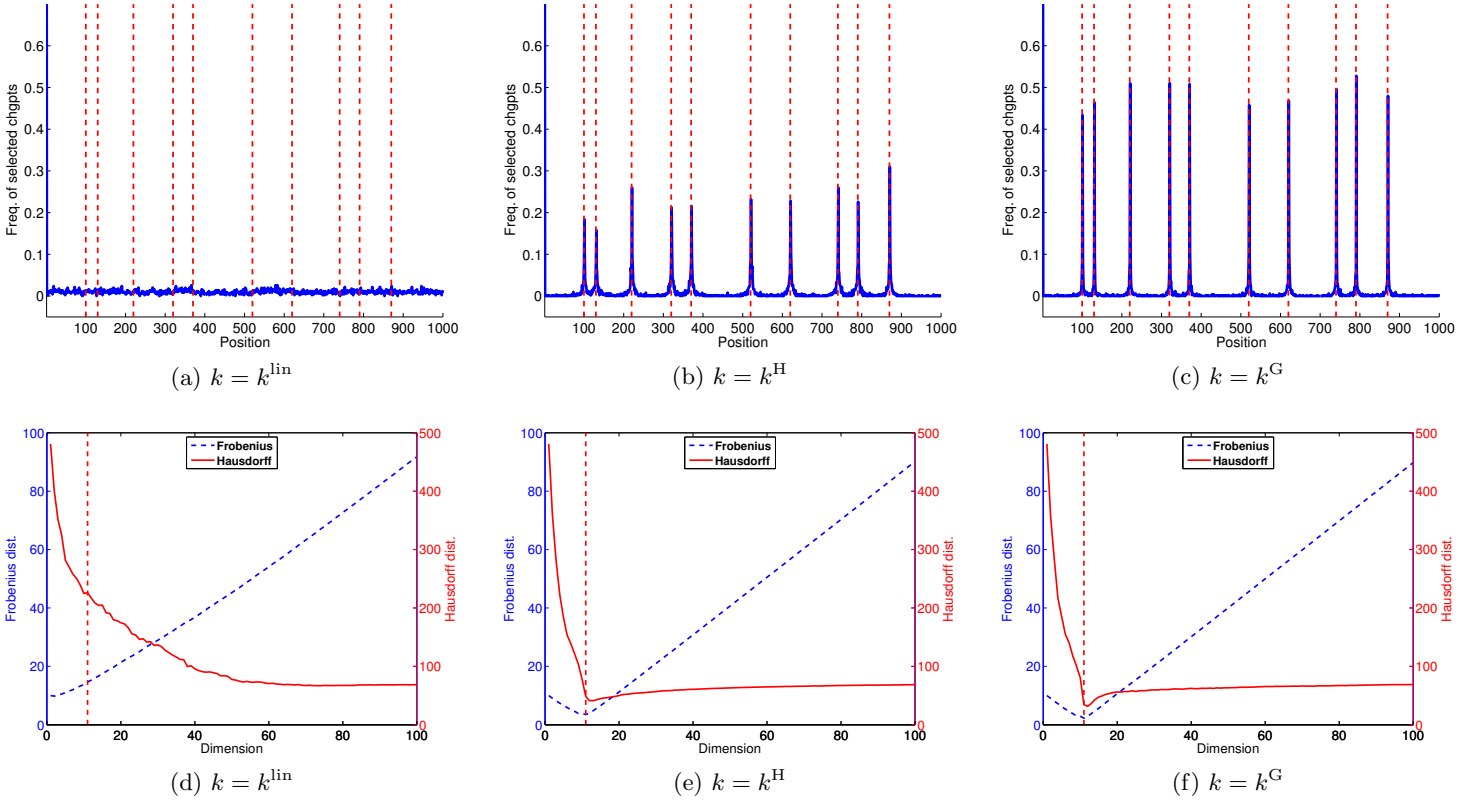 0.6
0.5
0.4
0.3
0.2
0.1
0
Freq. of selected chgpts
100 200 300 400 500 600 700 800 900 1000
Position
(a) k = k^lin
0.6
0.5
0.4
0.3
0.2
0.1
0
Freq. of selected chgpts
100 200 300 400 500 600 700 800 900 1000
Position
(b) k = k^H
0.6
0.5
0.4
0.3
0.2
0.1
0
Freq. of selected chgpts
100 200 300 400 500 600 700 800 900 1000
Position
(c) k = k^G
100
80
60
40
20
0
Frobenius dist.
Frobenius
Hausdorff
500
400
300
200
100
0
Hausdorff dist.
0 20 40 60 80 100
Dimension
(d) k = k^lin
100
80
60
40
20
0
Frobenius dist.
Frobenius
Hausdorff
500
400
300
200
100
0
Hausdorff dist.
0 20 40 60 80 100
Dimension
(e) k = k^H
100
80
60
40
20
0
Frobenius dist.
Frobenius
Hausdorff
500
400
300
200
100
0
Hausdorff dist.
0 20 40 60 80 100
Dimension
(f) k = k^G